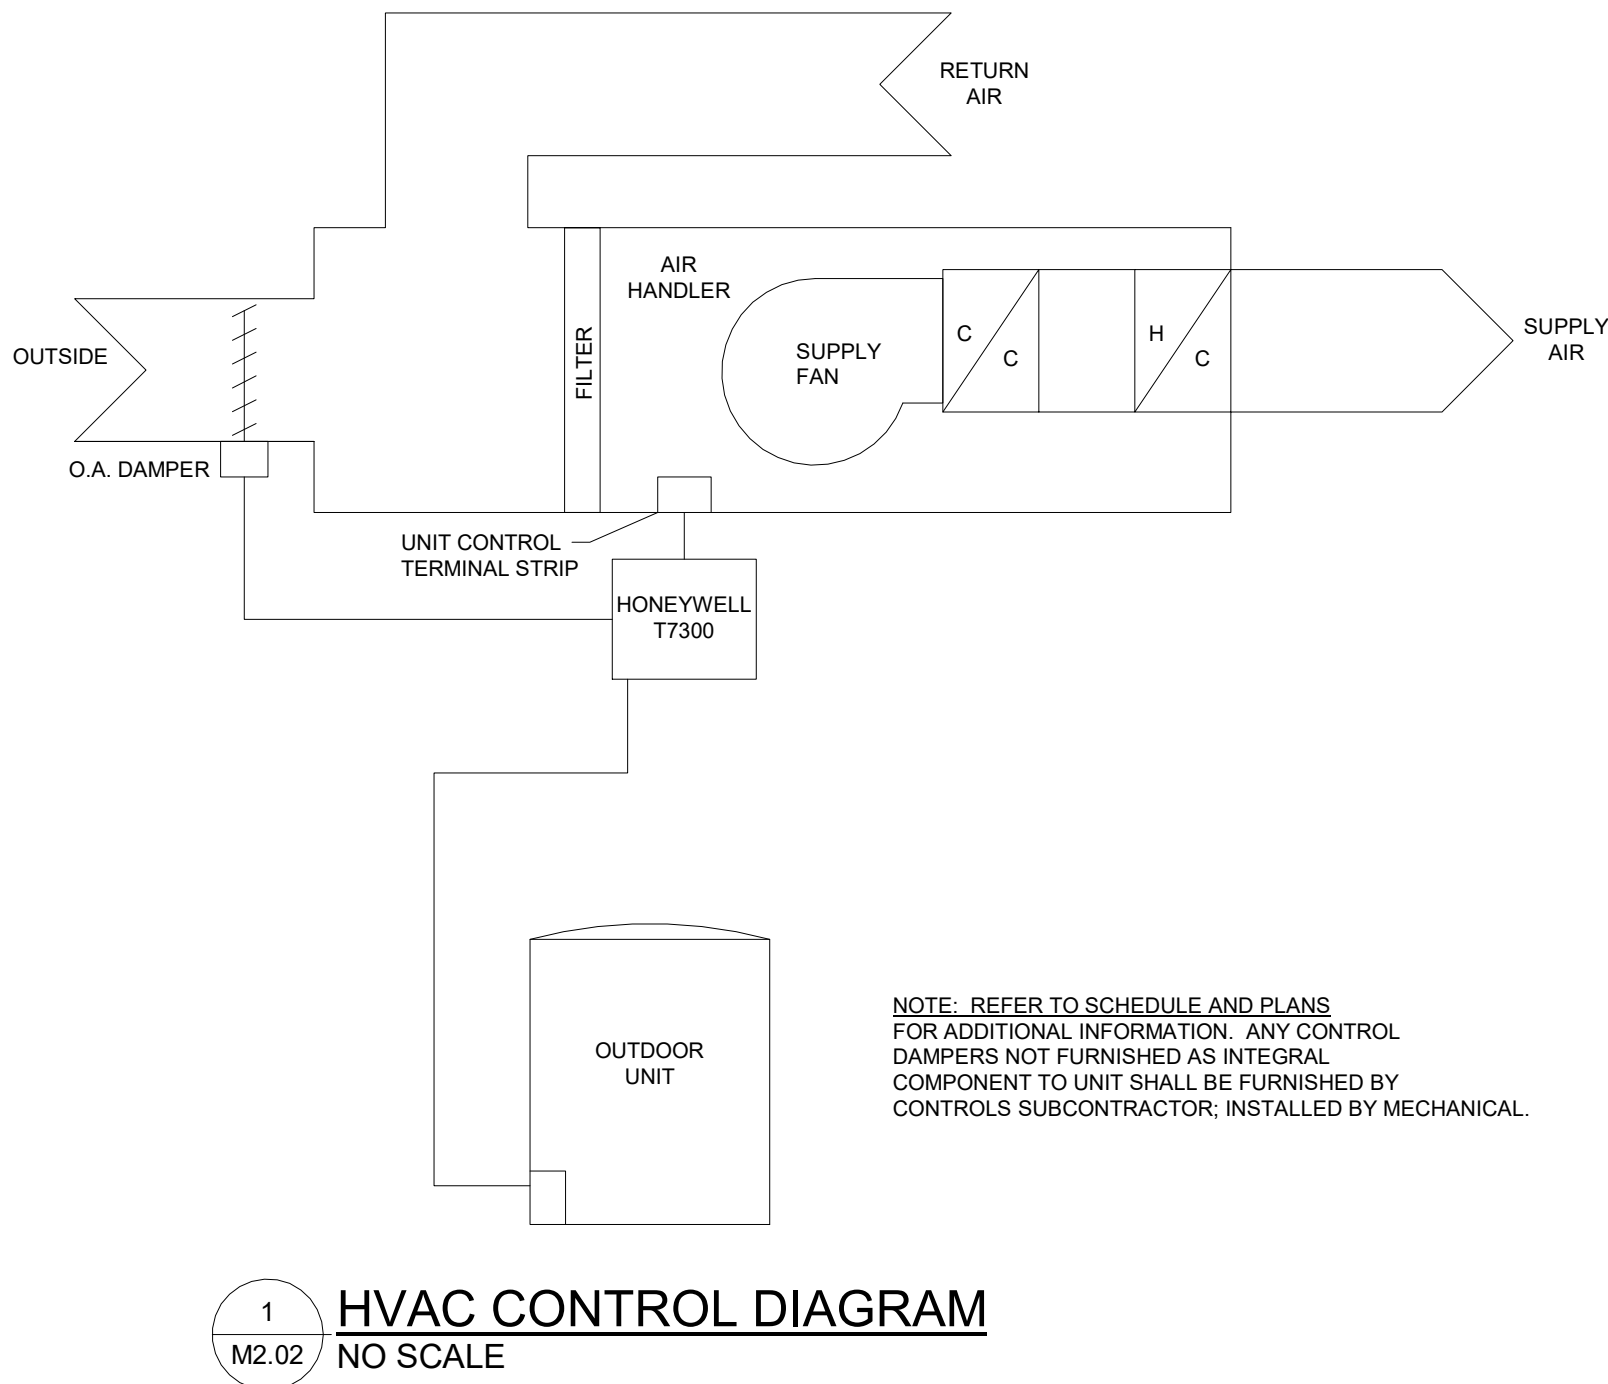 RETURN
AIR
AIR
HANDLER
OUTSIDE
FILTER
SUPPLY
FAN
C
C
H
C
SUPPLY
AIR
O.A. DAMPER
UNIT CONTROL
TERMINAL STRIP
HONEYWELL
T7300
OUTDOOR
UNIT
NOTE: REFER TO SCHEDULE AND PLANS
FOR ADDITIONAL INFORMATION. ANY CONTROL
DAMPERS NOT FURNISHED AS INTEGRAL
COMPONENT TO UNIT SHALL BE FURNISHED BY
CONTROLS SUBCONTRACTOR; INSTALLED BY MECHANICAL.
1
M2.02
HVAC CONTROL DIAGRAM
NO SCALE